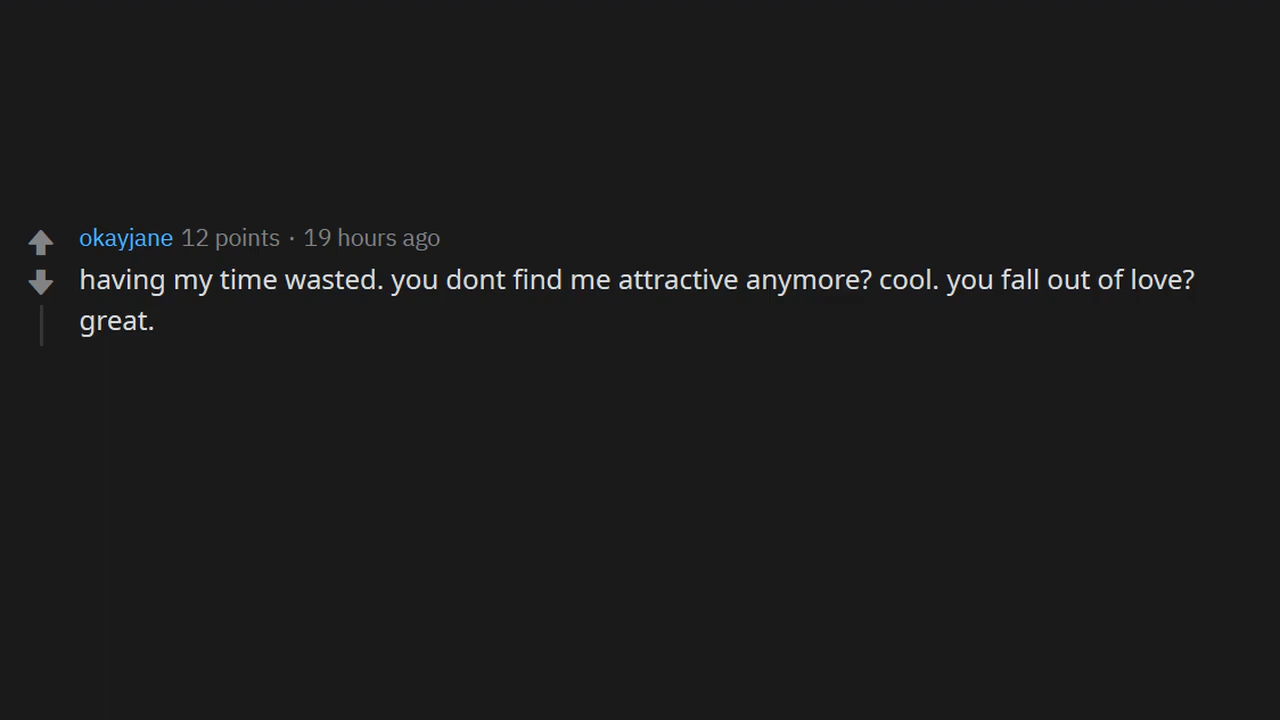 okayjane 12 points · 19 hours ago
having my time wasted. you dont find me attractive anymore? cool. you fall out of love?
great.